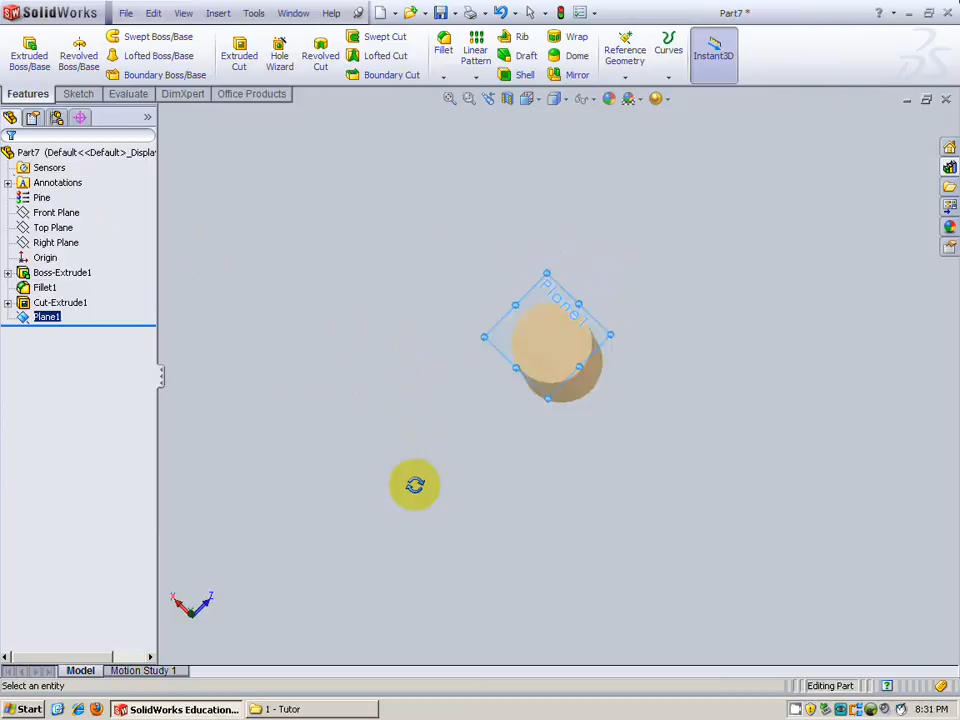 SolidWorks File Edit View Insert Tools Window Help Part7 *
Extruded Boss/Base
Revolved Boss/Base
Swept Boss/Base
Lofted Boss/Base
Boundary Boss/Base
Extruded Cut
Hole Wizard
Revolved Cut
Swept Cut
Lofted Cut
Boundary Cut
Fillet
Linear Pattern
Rib
Draft
Shell
Wrap
Dome
Mirror
Reference Geometry
Curves
Instant3D
Features Sketch Evaluate DimXpert Office Products
Part7 (Default<<Default>_Displa
Sensors
Annotations
Pine
Front Plane
Top Plane
Right Plane
Origin
Boss-Extrude1
Fillet1
Cut-Extrude1
Plane1
Plane1
X Z
Model Motion Study 1
Select an entity Editing Part
Start SolidWorks Education... 1 - Tutor 8:31 PM